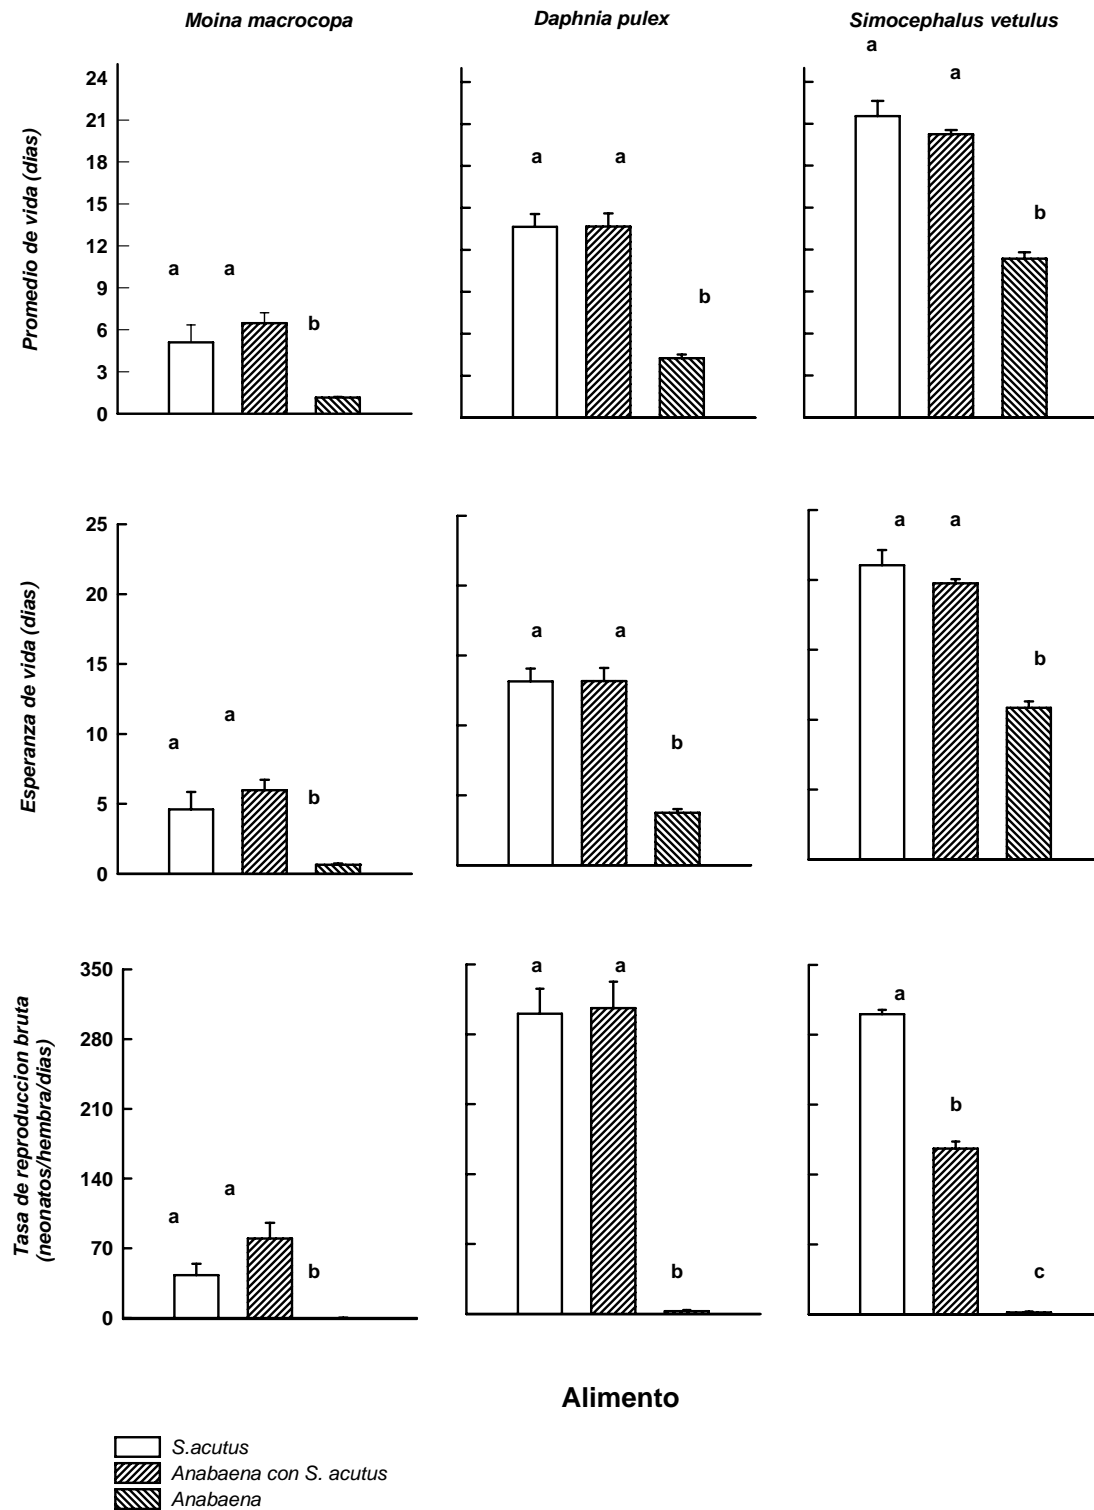 Moina macrocopa
Daphnia pulex
Simocephalus vetulus
Promedio de vida (dias)
24
21
18
15
12
9
6
3
0
a
a
b
a
a
b
a
a
b
Esperanza de vida (dias)
25
20
15
10
5
0
a
a
b
a
a
b
a
a
b
Tasa de reproduccion bruta
(neonatos/hembra/dias)
350
280
210
140
70
0
a
a
b
a
a
b
a
b
c
Alimento
S.acutus
Anabaena con S. acutus
Anabaena